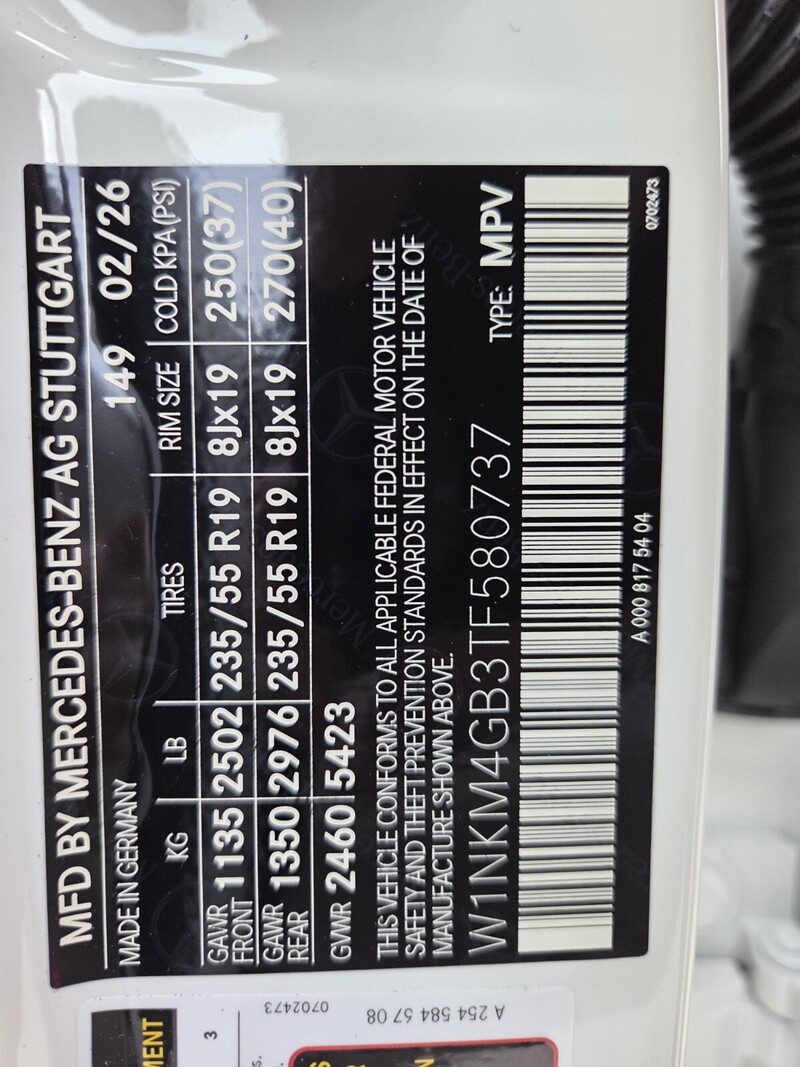 MFD BY MERCEDES-BENZ AG STUTTGART
MADE IN GERMANY 149 02/26
KG LB TIRES RIM SIZE COLD KPA(PSI)
GAWR FRONT 1135 2502 235/55 R19 8Jx19 250(37)
GAWR REAR 1350 2976 235/55 R19 8Jx19 270(40)
GVWR 2460 5423
THIS VEHICLE CONFORMS TO ALL APPLICABLE FEDERAL MOTOR VEHICLE
SAFETY AND THEFT PREVENTION STANDARDS IN EFFECT ON THE DATE OF
MANUFACTURE SHOWN ABOVE.
W1NKM4GB3TF580737 TYPE: MPV
A 000 817 54 04
0702473
A 254 584 57 08
0702473
3